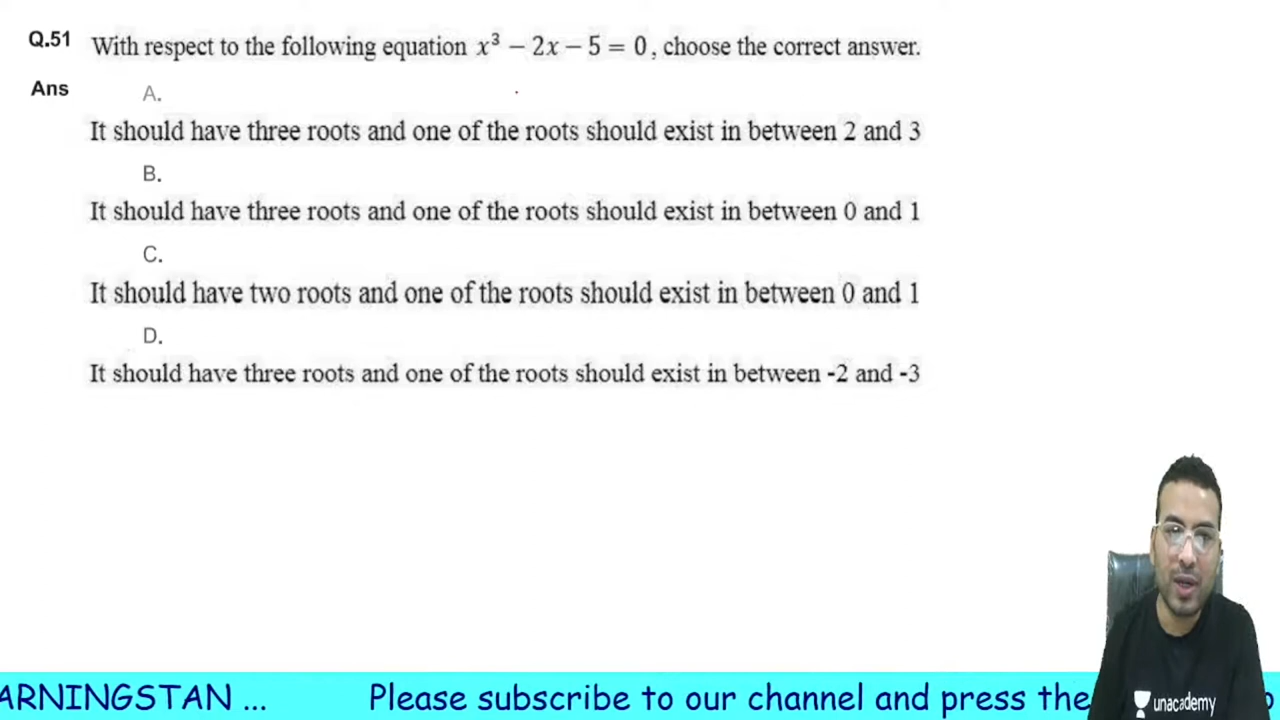 Q.51 With respect to the following equation x³ − 2x − 5 = 0, choose the correct answer.
Ans
A.
It should have three roots and one of the roots should exist in between 2 and 3
B.
It should have three roots and one of the roots should exist in between 0 and 1
C.
It should have two roots and one of the roots should exist in between 0 and 1
D.
It should have three roots and one of the roots should exist in between -2 and -3
ARNINGSTAN ... Please subscribe to our channel and press the
unacademy